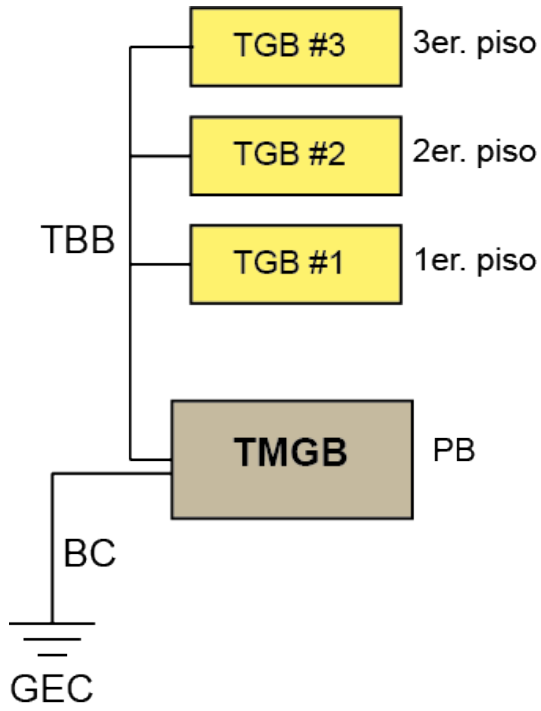 TGB #3 3er. piso
TGB #2 2er. piso
TBB
TGB #1 1er. piso
TMGB PB
BC
GEC